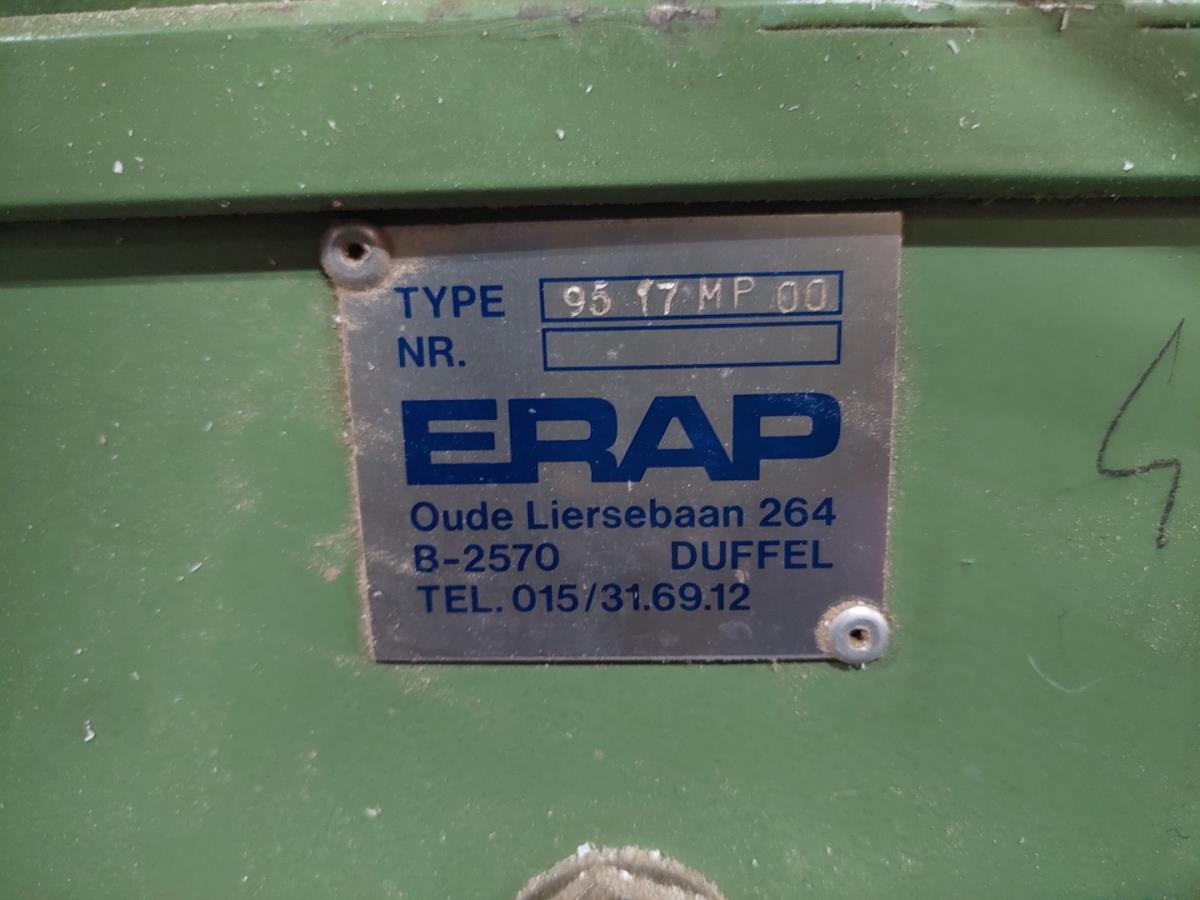 TYPE 95 17 MP 00
NR.
ERAP
Oude Liersebaan 264
B-2570 DUFFEL
TEL. 015/31.69.12